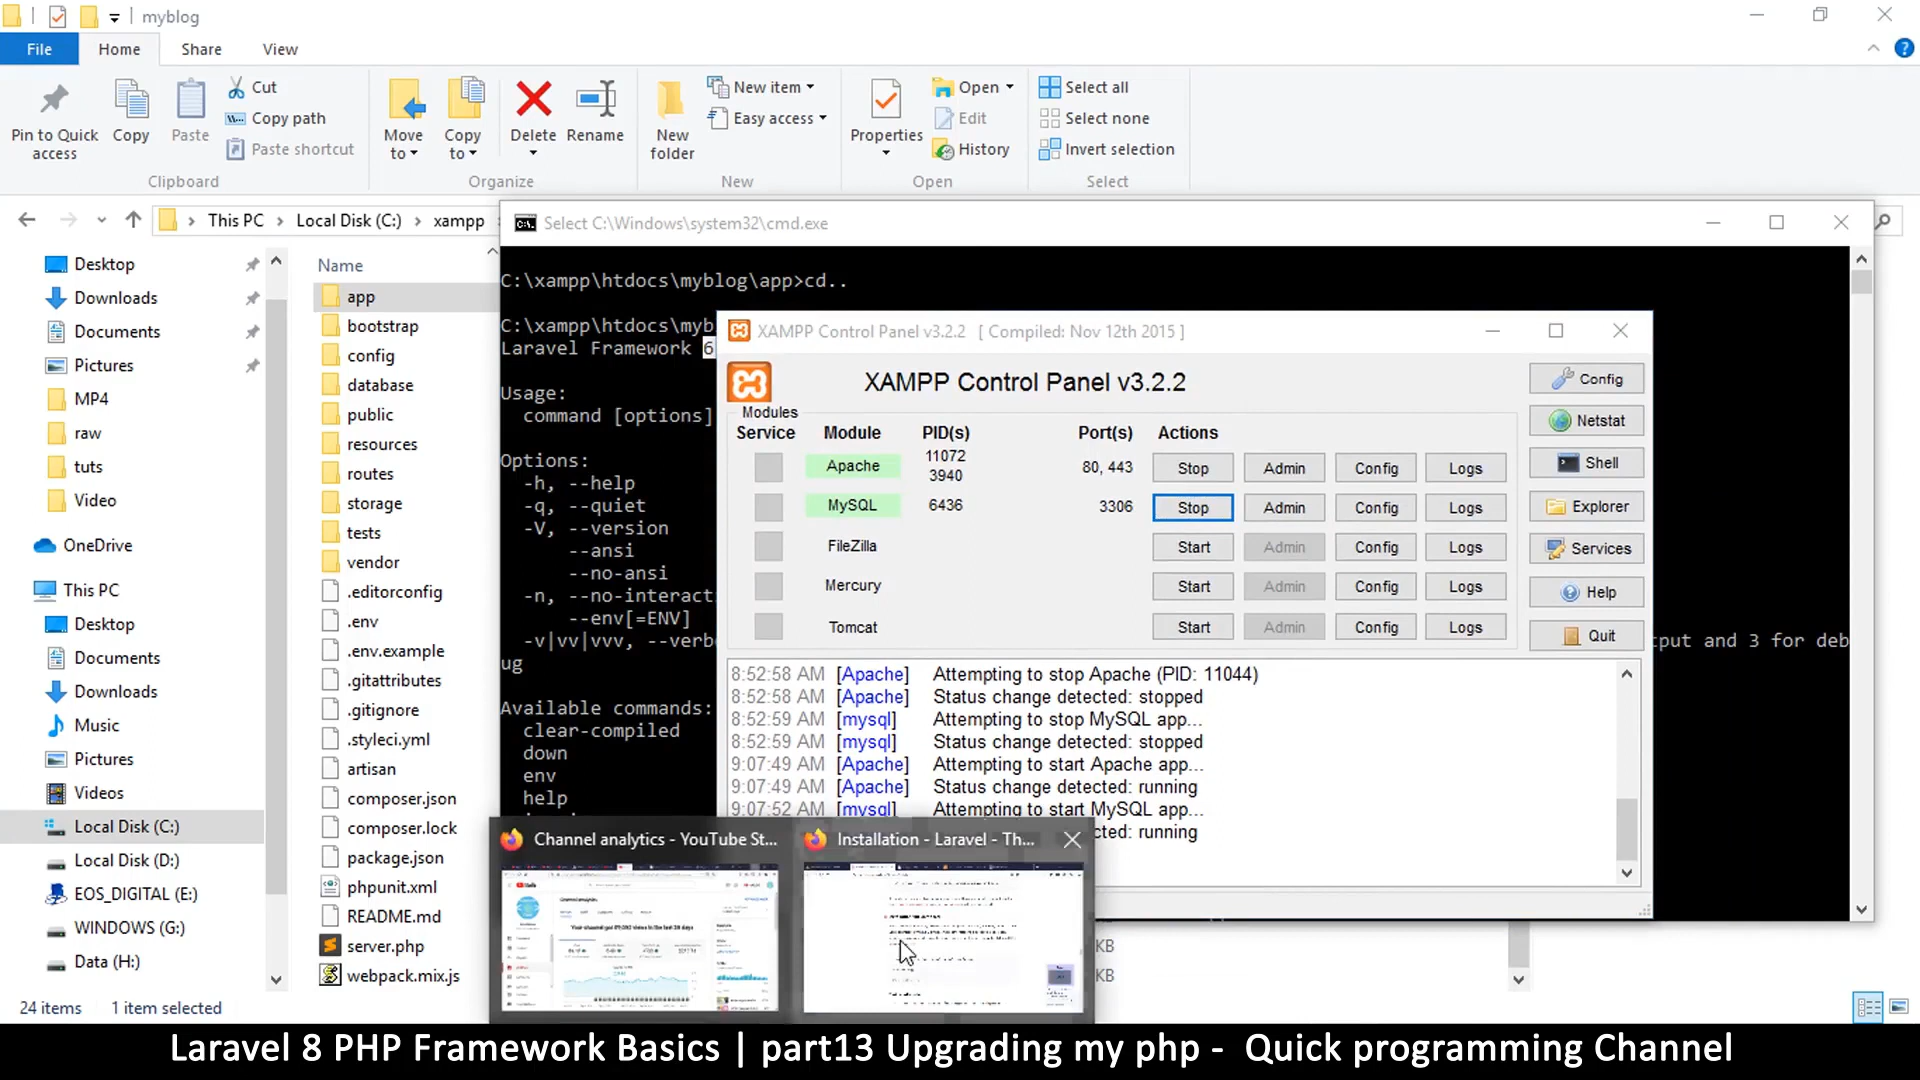 myblog
File Home Share View
Pin to Quick access
Copy
Paste
Cut
Copy path
Paste shortcut
Clipboard
Move to
Copy to
Delete
Rename
Organize
New folder
New item
Easy access
New
Properties
Open
Edit
History
Open
Select all
Select none
Invert selection
Select
This PC > Local Disk (C:) > xampp
Desktop
Downloads
Documents
Pictures
MP4
raw
tuts
Video
OneDrive
This PC
Desktop
Documents
Downloads
Music
Pictures
Videos
Local Disk (C:)
Local Disk (D:)
EOS_DIGITAL (E:)
WINDOWS (G:)
Data (H:)
Name
app
bootstrap
config
database
public
resources
routes
storage
tests
vendor
.editorconfig
.env
.env.example
.gitattributes
.gitignore
.styleci.yml
artisan
composer.json
composer.lock
package.json
phpunit.xml
README.md
server.php
webpack.mix.js
24 items 1 item selected
Select C:\Windows\system32\cmd.exe
C:\xampp\htdocs\myblog\app>cd..
C:\xampp\htdocs\myb
Laravel Framework 6
Usage:
command [options]
Options:
-h, --help
-q, --quiet
-V, --version
--ansi
--no-ansi
-n, --no-interact
--env[=ENV]
-v|vv|vvv, --verb
tput and 3 for deb
ug
Available commands:
clear-compiled
down
env
help
XAMPP Control Panel v3.2.2 [ Compiled: Nov 12th 2015 ]
XAMPP Control Panel v3.2.2
Modules
Service Module PID(s) Port(s) Actions
Apache 11072 3940 80, 443 Stop Admin Config Logs
MySQL 6436 3306 Stop Admin Config Logs
FileZilla Start Admin Config Logs
Mercury Start Admin Config Logs
Tomcat Start Admin Config Logs
Config
Netstat
Shell
Explorer
Services
Help
Quit
8:52:58 AM [Apache] Attempting to stop Apache (PID: 11044)
8:52:58 AM [Apache] Status change detected: stopped
8:52:59 AM [mysql] Attempting to stop MySQL app...
8:52:59 AM [mysql] Status change detected: stopped
9:07:49 AM [Apache] Attempting to start Apache app...
9:07:49 AM [Apache] Status change detected: running
9:07:52 AM [mysql] Attempting to start MySQL app...
cted: running
Channel analytics - YouTube St...
Installation - Laravel - Th...
KB
KB
Laravel 8 PHP Framework Basics | part13 Upgrading my php - Quick programming Channel